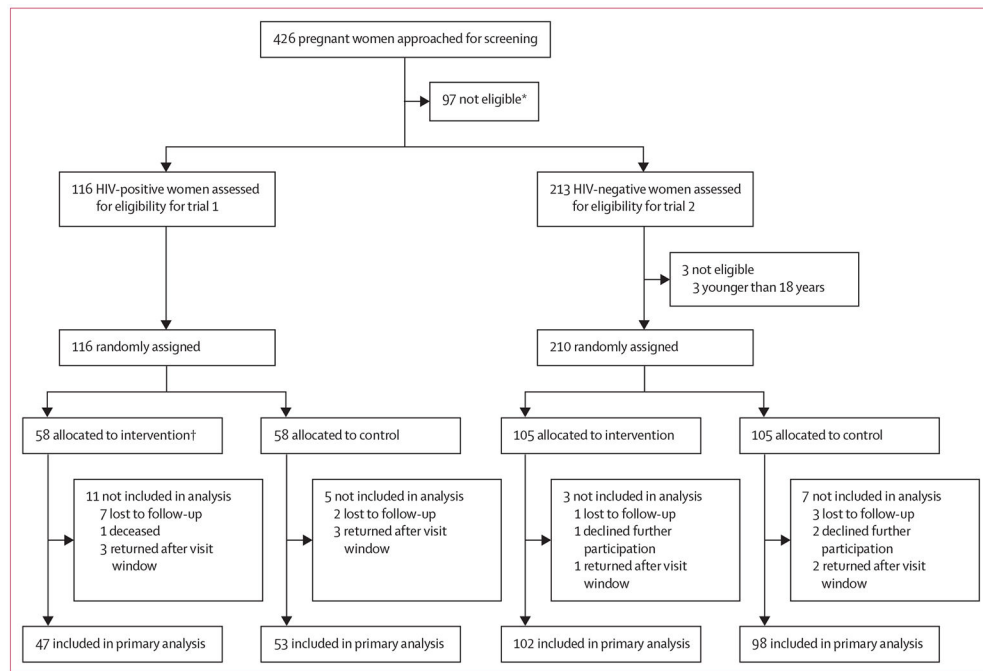 426 pregnant women approached for screening
97 not eligible*
116 HIV-positive women assessed
for eligibility for trial 1
213 HIV-negative women assessed
for eligibility for trial 2
3 not eligible
3 younger than 18 years
116 randomly assigned
210 randomly assigned
58 allocated to intervention†
58 allocated to control
105 allocated to intervention
105 allocated to control
11 not included in analysis
7 lost to follow-up
1 deceased
3 returned after visit
window
5 not included in analysis
2 lost to follow-up
3 returned after visit
window
3 not included in analysis
1 lost to follow-up
1 declined further
participation
1 returned after visit
window
7 not included in analysis
3 lost to follow-up
2 declined further
participation
2 returned after visit
window
47 included in primary analysis
53 included in primary analysis
102 included in primary analysis
98 included in primary analysis